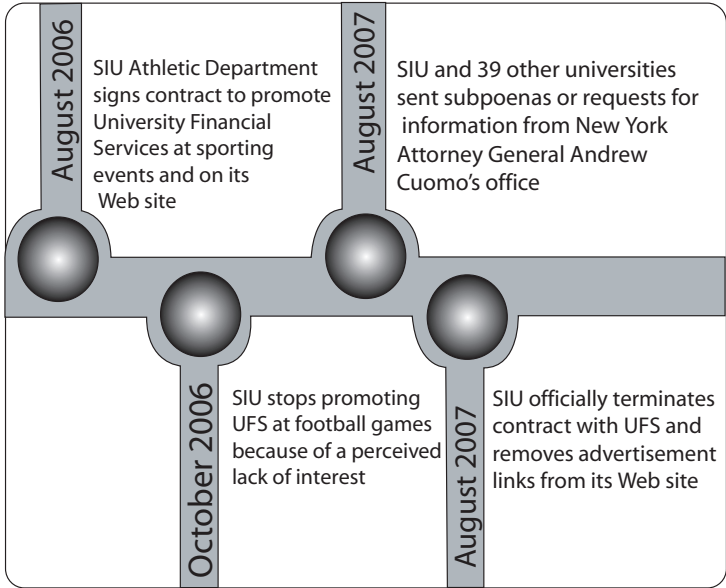 August 2006
SIU Athletic Department
signs contract to promote
University Financial
Services at sporting
events and on its
Web site
October 2006
SIU stops promoting
UFS at football games
because of a perceived
lack of interest
August 2007
SIU and 39 other universities
sent subpoenas or requests for
information from New York
Attorney General Andrew
Cuomo’s office
August 2007
SIU officially terminates
contract with UFS and
removes advertisement
links from its Web site